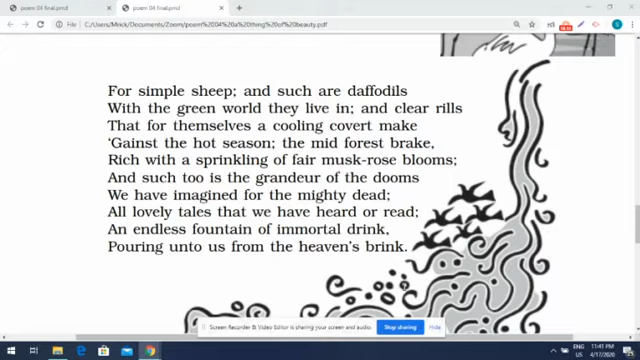 poem 04 final.pmd
poem 04 final.pmd
File | C:/Users/Mnick/Documents/Zoom/poem%2004%20a%20thing%20of%20beauty.pdf
For simple sheep; and such are daffodils
With the green world they live in; and clear rills
That for themselves a cooling covert make
‘Gainst the hot season; the mid forest brake,
Rich with a sprinkling of fair musk-rose blooms;
And such too is the grandeur of the dooms
We have imagined for the mighty dead;
All lovely tales that we have heard or read;
An endless fountain of immortal drink,
Pouring unto us from the heaven’s brink.
Screen Recorder & Video Editor is sharing your screen and audio.
Stop sharing
Hide
ENG
US
11:41 PM
4/17/2020